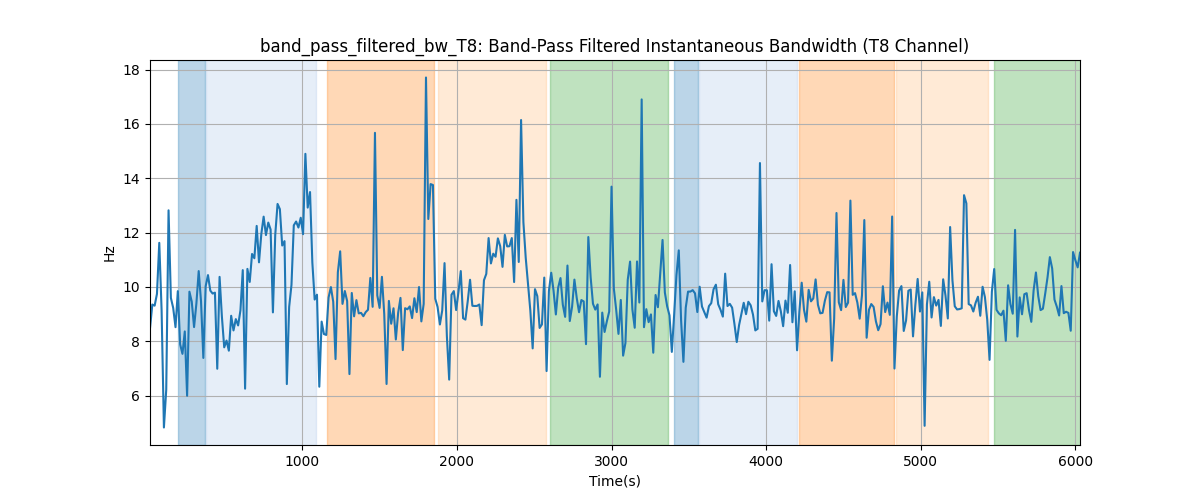 band_pass_filtered_bw_T8: Band-Pass Filtered Instantaneous Bandwidth (T8 Channel)
18
16
14
12
10
8
6
Hz
1000 2000 3000 4000 5000 6000
Time(s)